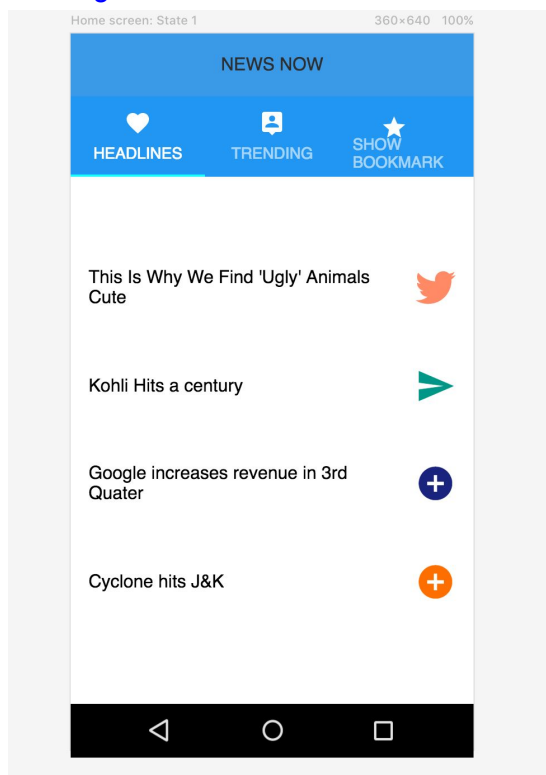 Home screen: State 1 360×640 100%
NEWS NOW
HEADLINES TRENDING SHOW
BOOKMARK
This Is Why We Find 'Ugly' Animals
Cute
Kohli Hits a century
Google increases revenue in 3rd
Quater
Cyclone hits J&K